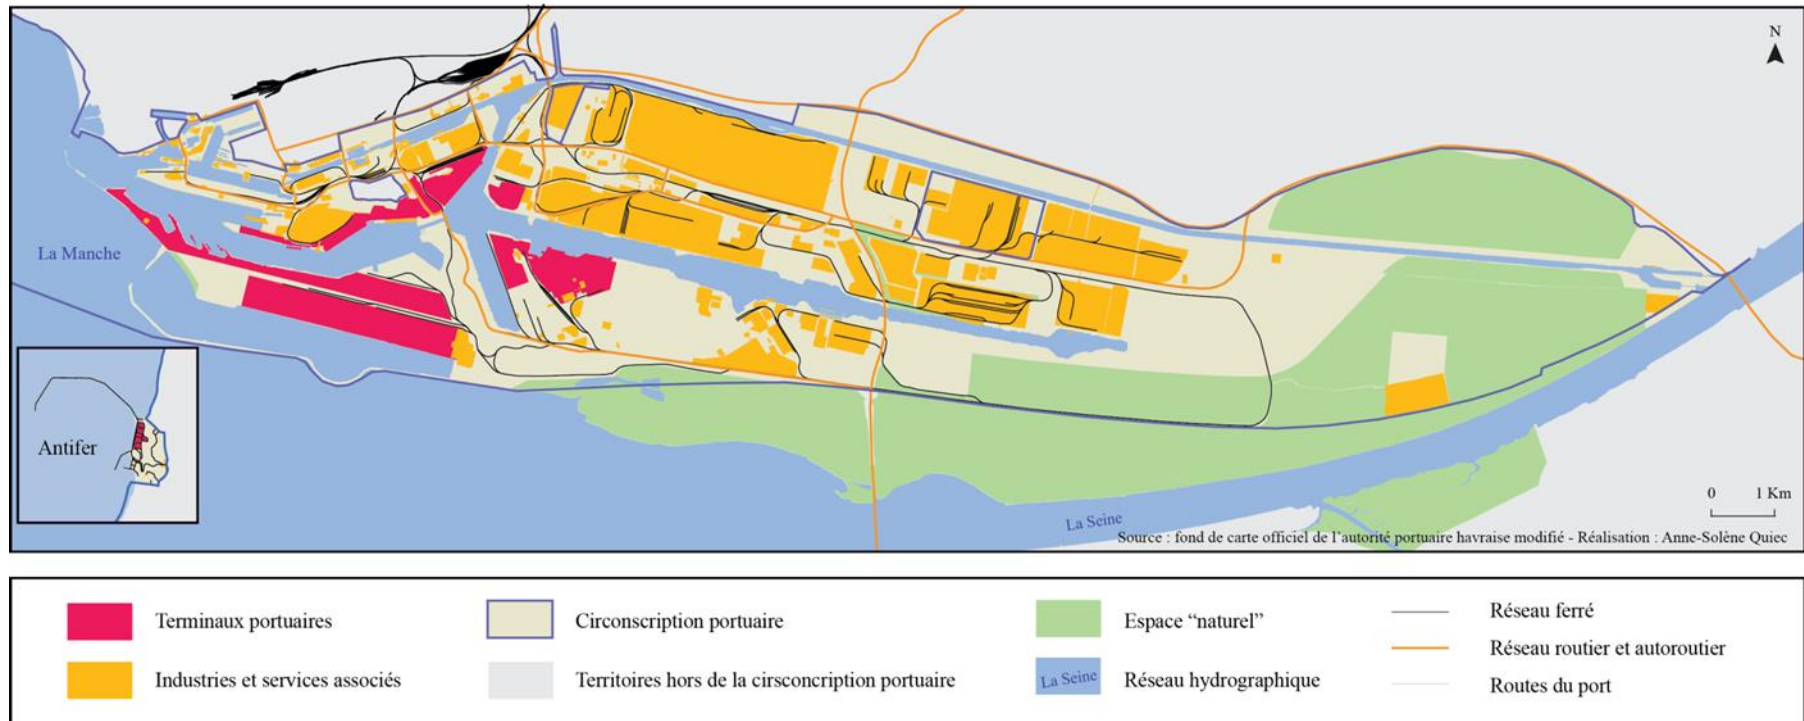 N
La Manche
Antifer
La Seine
0 1 Km
Source : fond de carte officiel de l'autorité portuaire havraise modifié - Réalisation : Anne-Solène Quiec
Terminaux portuaires
Circonscription portuaire
Espace “naturel”
Réseau ferré
Réseau routier et autoroutier
Industries et services associés
Territoires hors de la cirsconcription portuaire
La Seine
Réseau hydrographique
Routes du port